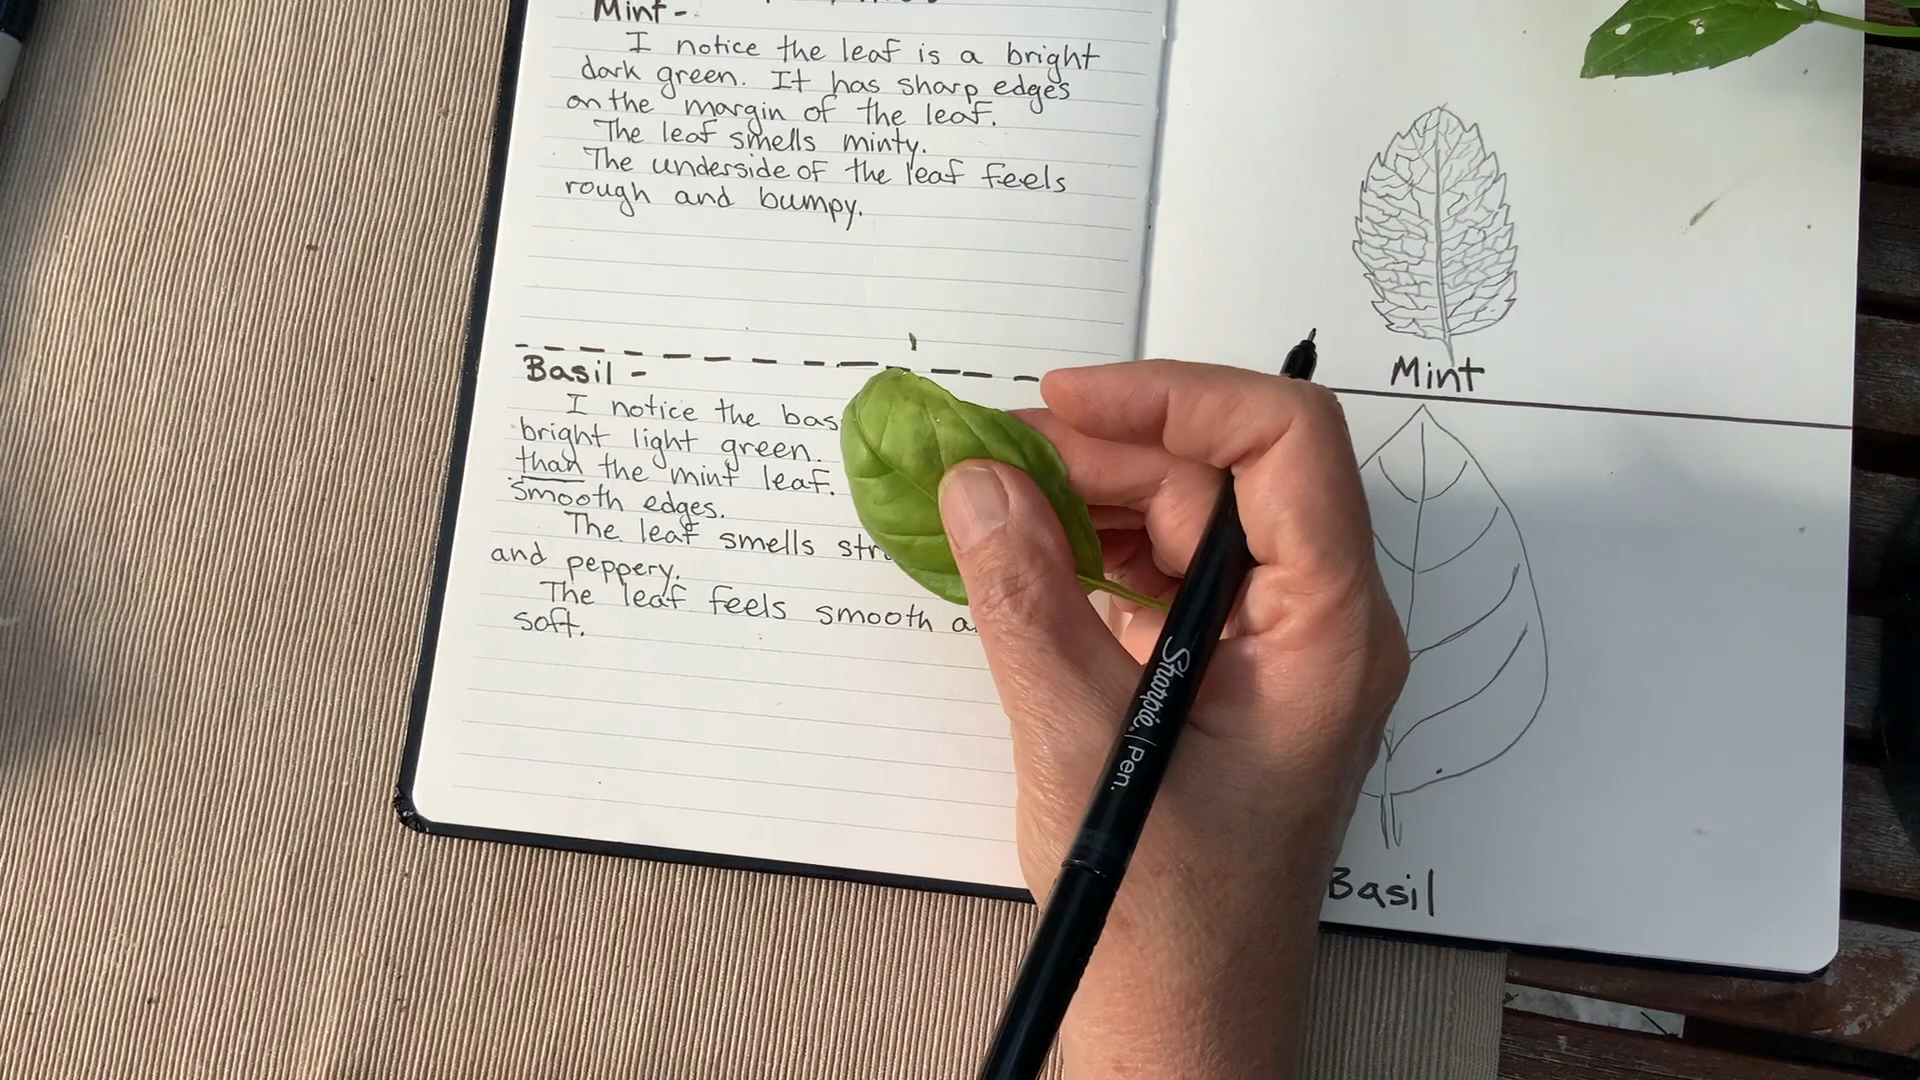 Mint -
I notice the leaf is a bright
dark green. It has sharp edges
on the margin of the leaf.
The leaf smells minty.
The underside of the leaf feels
rough and bumpy.
Basil -
I notice the
bright light green.
than the mint leaf.
smooth edges.
The leaf smells
and peppery.
The leaf feels smooth
soft.
Mint
Basil
Sharpie. | Pen.